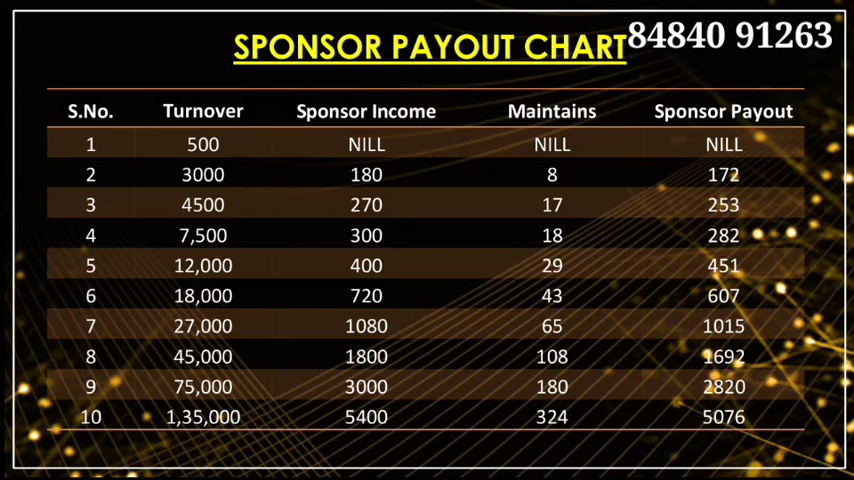 SPONSOR PAYOUT CHART 84840 91263
S.No. Turnover Sponsor Income Maintains Sponsor Payout
1 500 NILL NILL NILL
2 3000 180 8 172
3 4500 270 17 253
4 7,500 300 18 282
5 12,000 400 29 451
6 18,000 720 43 607
7 27,000 1080 65 1015
8 45,000 1800 108 1692
9 75,000 3000 180 2820
10 1,35,000 5400 324 5076